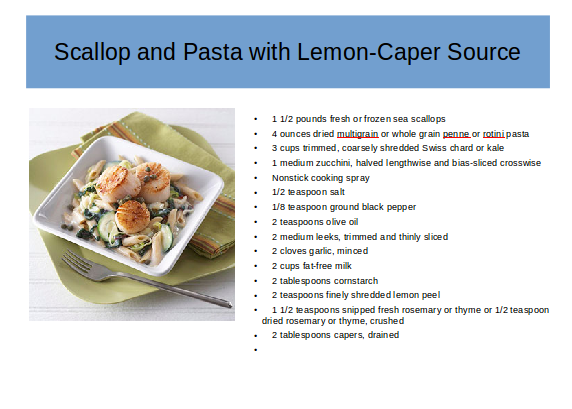 Scallop and Pasta with Lemon-Caper Source
• 1 1/2 pounds fresh or frozen sea scallops
• 4 ounces dried multigrain or whole grain penne or rotini pasta
• 3 cups trimmed, coarsely shredded Swiss chard or kale
• 1 medium zucchini, halved lengthwise and bias-sliced crosswise
• Nonstick cooking spray
• 1/2 teaspoon salt
• 1/8 teaspoon ground black pepper
• 2 teaspoons olive oil
• 2 medium leeks, trimmed and thinly sliced
• 2 cloves garlic, minced
• 2 cups fat-free milk
• 2 tablespoons cornstarch
• 2 teaspoons finely shredded lemon peel
• 1 1/2 teaspoons snipped fresh rosemary or thyme or 1/2 teaspoon
dried rosemary or thyme, crushed
• 2 tablespoons capers, drained
•